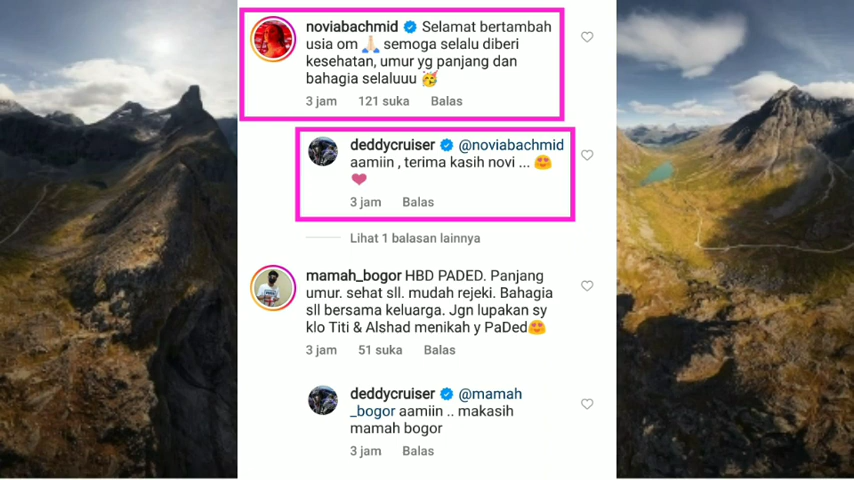 noviabachmid Selamat bertambah
usia om 🙏🏻 semoga selalu diberi
kesehatan, umur yg panjang dan
bahagia selaluuu 🥳
3 jam 121 suka Balas
deddycruiser @noviabachmid
aamiin , terima kasih novi ... 😍
❤️
3 jam Balas
Lihat 1 balasan lainnya
mamah_bogor HBD PADED. Panjang
umur. sehat sll. mudah rejeki. Bahagia
sll bersama keluarga. Jgn lupakan sy
klo Titi & Alshad menikah y PaDed😍
3 jam 51 suka Balas
deddycruiser @mamah
_bogor aamiin .. makasih
mamah bogor
3 jam Balas